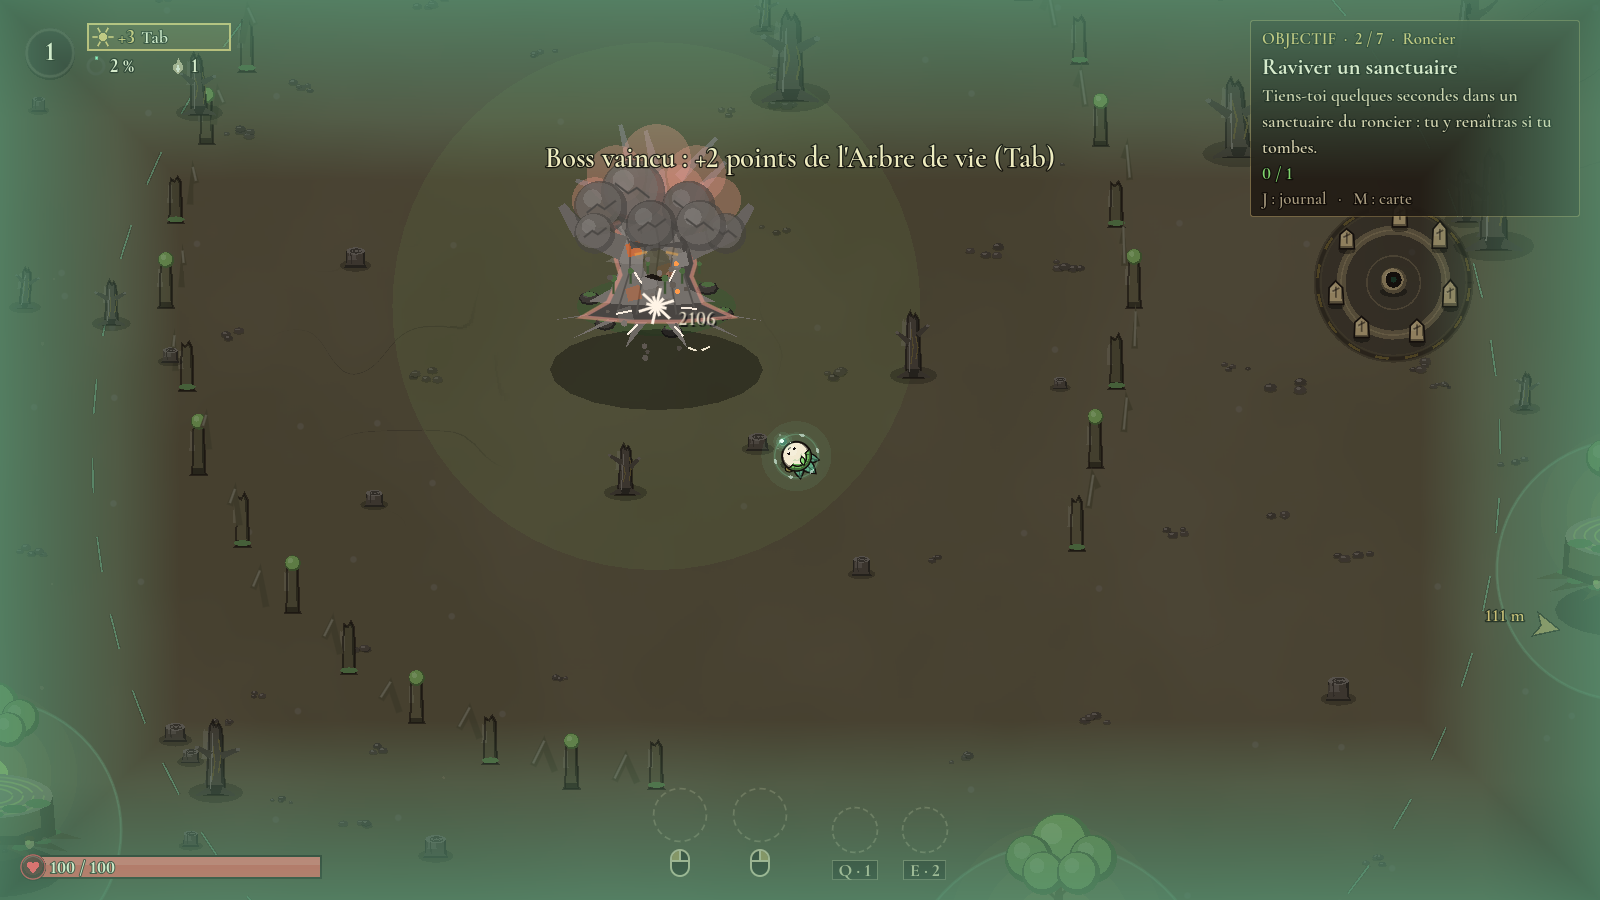 1
+3 Tab
2 %
1
OBJECTIF · 2 / 7 · Roncier
Raviver un sanctuaire
Tiens-toi quelques secondes dans un
sanctuaire du roncier : tu y renaîtras si tu
tombes.
0 / 1
J : journal · M : carte
Boss vaincu : +2 points de l'Arbre de vie (Tab)
2106
111 m
100 / 100
Q · 1
E · 2